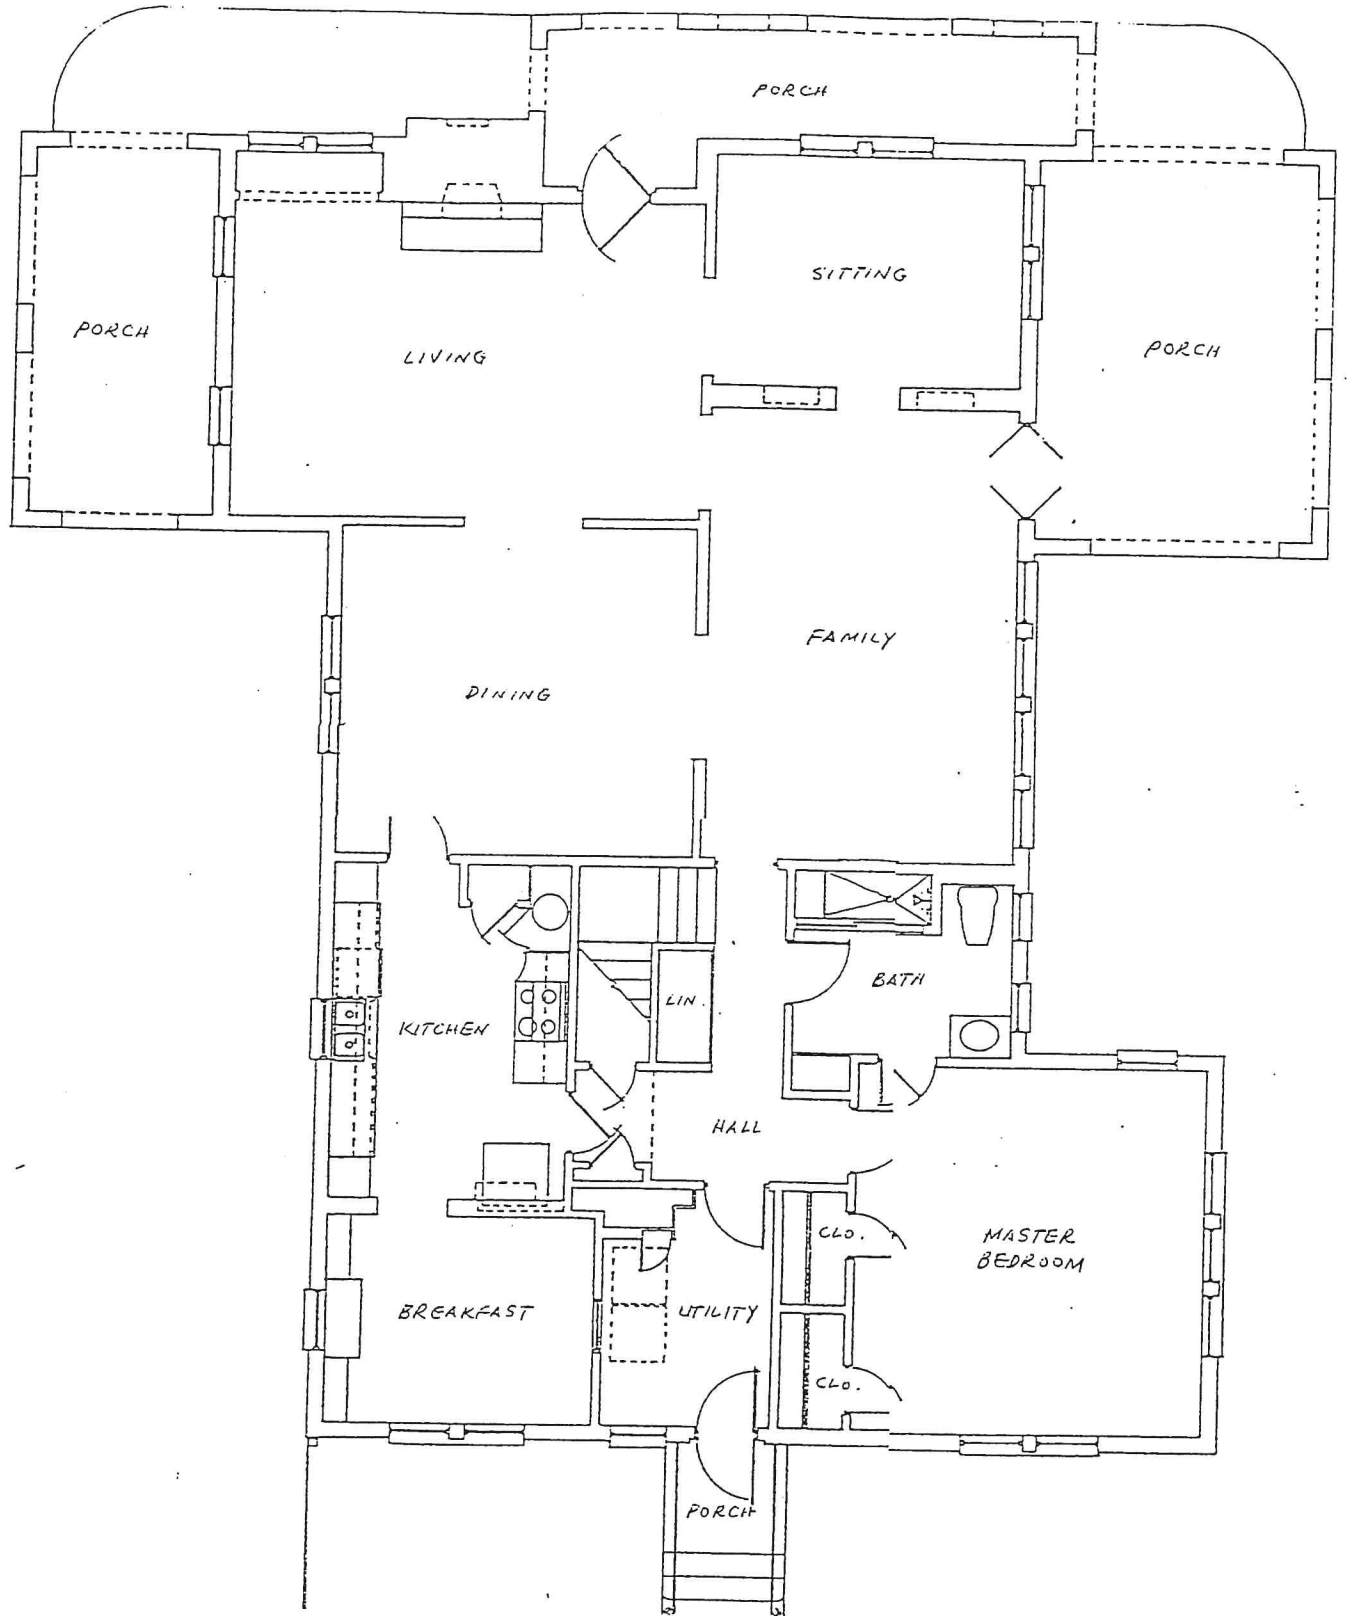 PORCH
SITTING
PORCH
LIVING
PORCH
FAMILY
DINING
BATH
LIN.
KITCHEN
HALL
CLO.
MASTER
BEDROOM
BREAKFAST
UTILITY
CLO.
PORCH